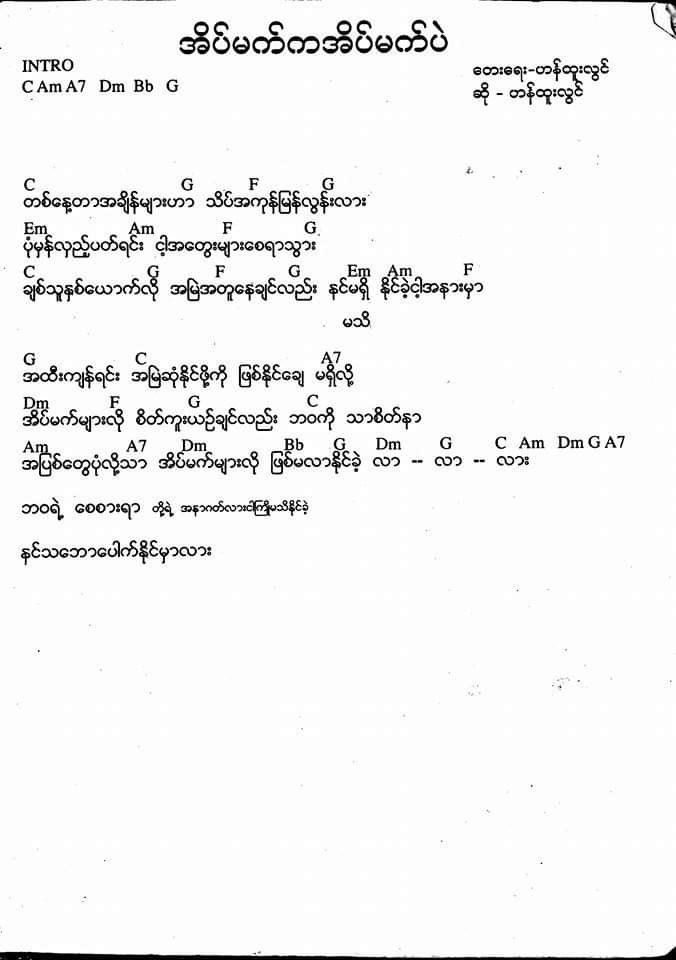 အိပ်မက်ကအိပ်မက်ပဲ
INTRO
C Am A7 Dm Bb G
တေးရေး-ဟန်ထူးလွင်
ဆို - ဟန်ထူးလွင်
C G F G
တစ်နေ့တာအချိန်များဟာ သိပ်အကုန်မြန်လွန်းလား
Em Am F G
ပုံမှန်လှည့်ပတ်ရင်း ငါ့အတွေးများစေရာသွား
C G F G Em Am F
ချစ်သူနှစ်ယောက်လို အမြဲအတူနေချင်လည်း နင်မရှိ နိုင်ခဲ့ငါ့အနားမှာ
မသိ
G C A7
အထီးကျန်ရင်း အမြဲဆုံနိုင်ဖို့ကို ဖြစ်နိုင်ချေ မရှိလို့
Dm F G C
အိပ်မက်များလို စိတ်ကူးယဉ်ချင်လည်း ဘဝကို သာစိတ်နာ
Am A7 Dm Bb G Dm G C Am Dm G A7
အပြစ်တွေပုံလို့သာ အိပ်မက်များလို ဖြစ်မလာနိုင်ခဲ့ လာ -- လာ -- လား
ဘဝရဲ့ စေစားရာ တို့ရဲ့ အနာဂတ်လားငါကြိုမသိနိုင်ခဲ့
နင်သဘောပေါက်နိုင်မှာလား